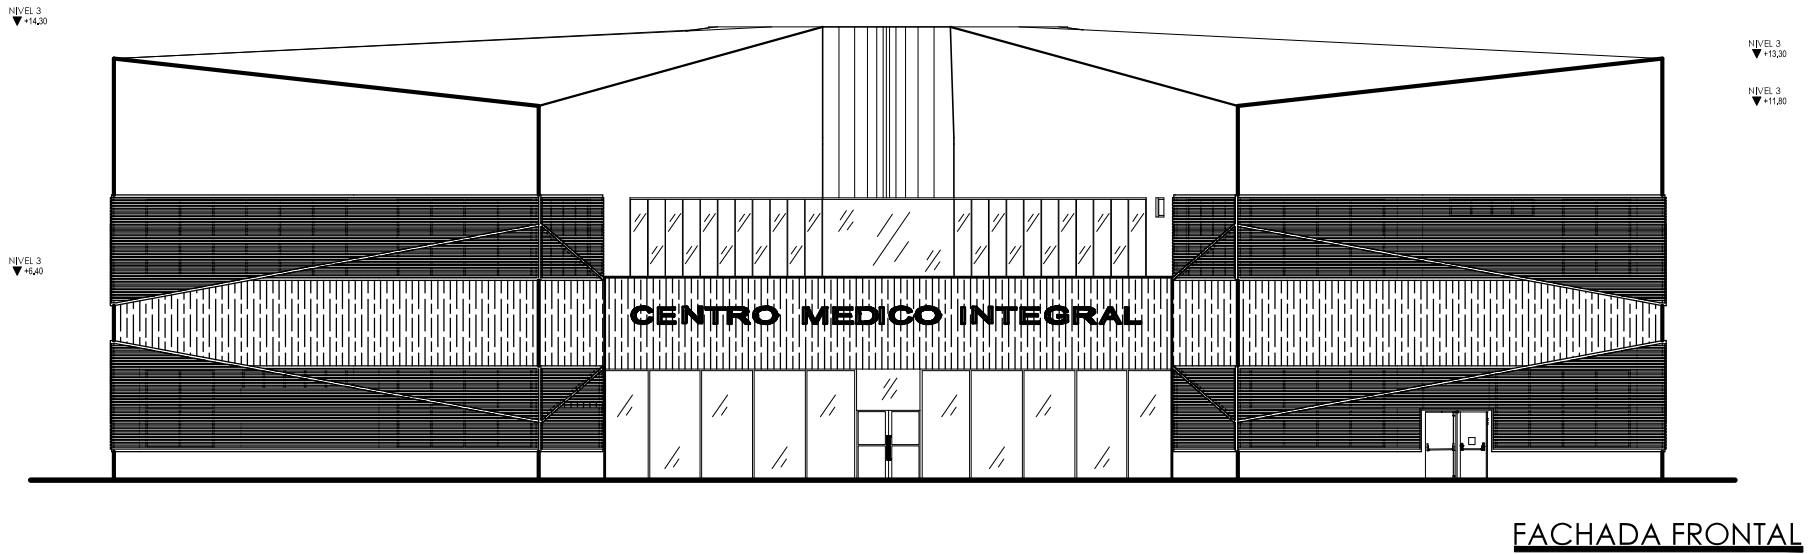 NIVEL 3
+14,30
NIVEL 3
+13,30
NIVEL 3
+11,80
NIVEL 3
+6,40
CENTRO MEDICO INTEGRAL
FACHADA FRONTAL